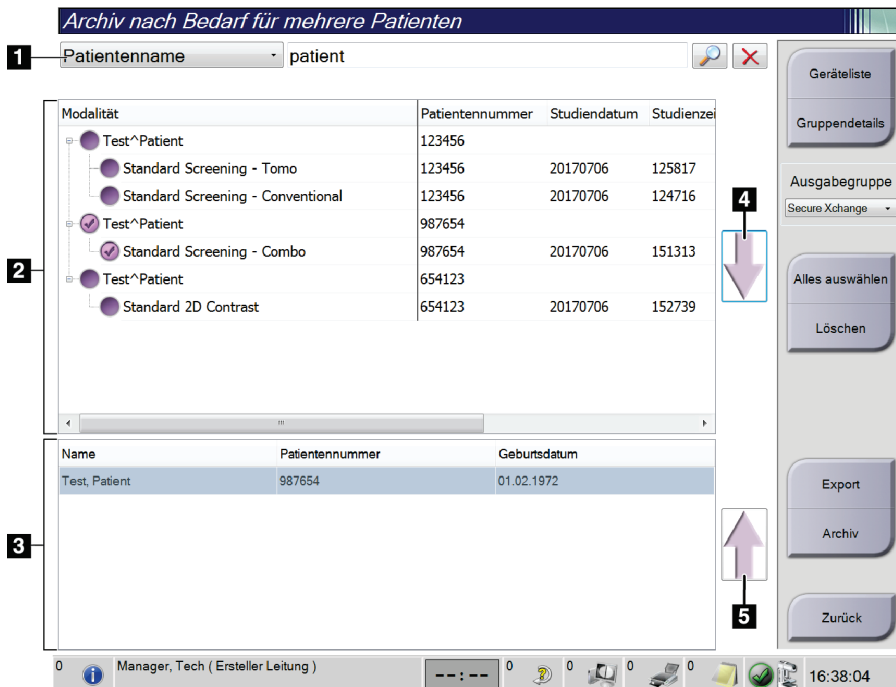 Archiv nach Bedarf für mehrere Patienten
1
Patientenname
patient
Geräteliste
Gruppendetails
Ausgabegruppe
Secure Xchange
Alles auswählen
Löschen
Export
Archiv
Zurück
2
Modalität Patientennummer Studiendatum Studienzei
Test^Patient 123456
Standard Screening - Tomo 123456 20170706 125817
Standard Screening - Conventional 123456 20170706 124716
Test^Patient 987654
Standard Screening - Combo 987654 20170706 151313
Test^Patient 654123
Standard 2D Contrast 654123 20170706 152739
4
3
Name Patientennummer Geburtsdatum
Test, Patient 987654 01.02.1972
5
0 Manager, Tech ( Ersteller Leitung ) --:-- 0 0 0 0 16:38:04